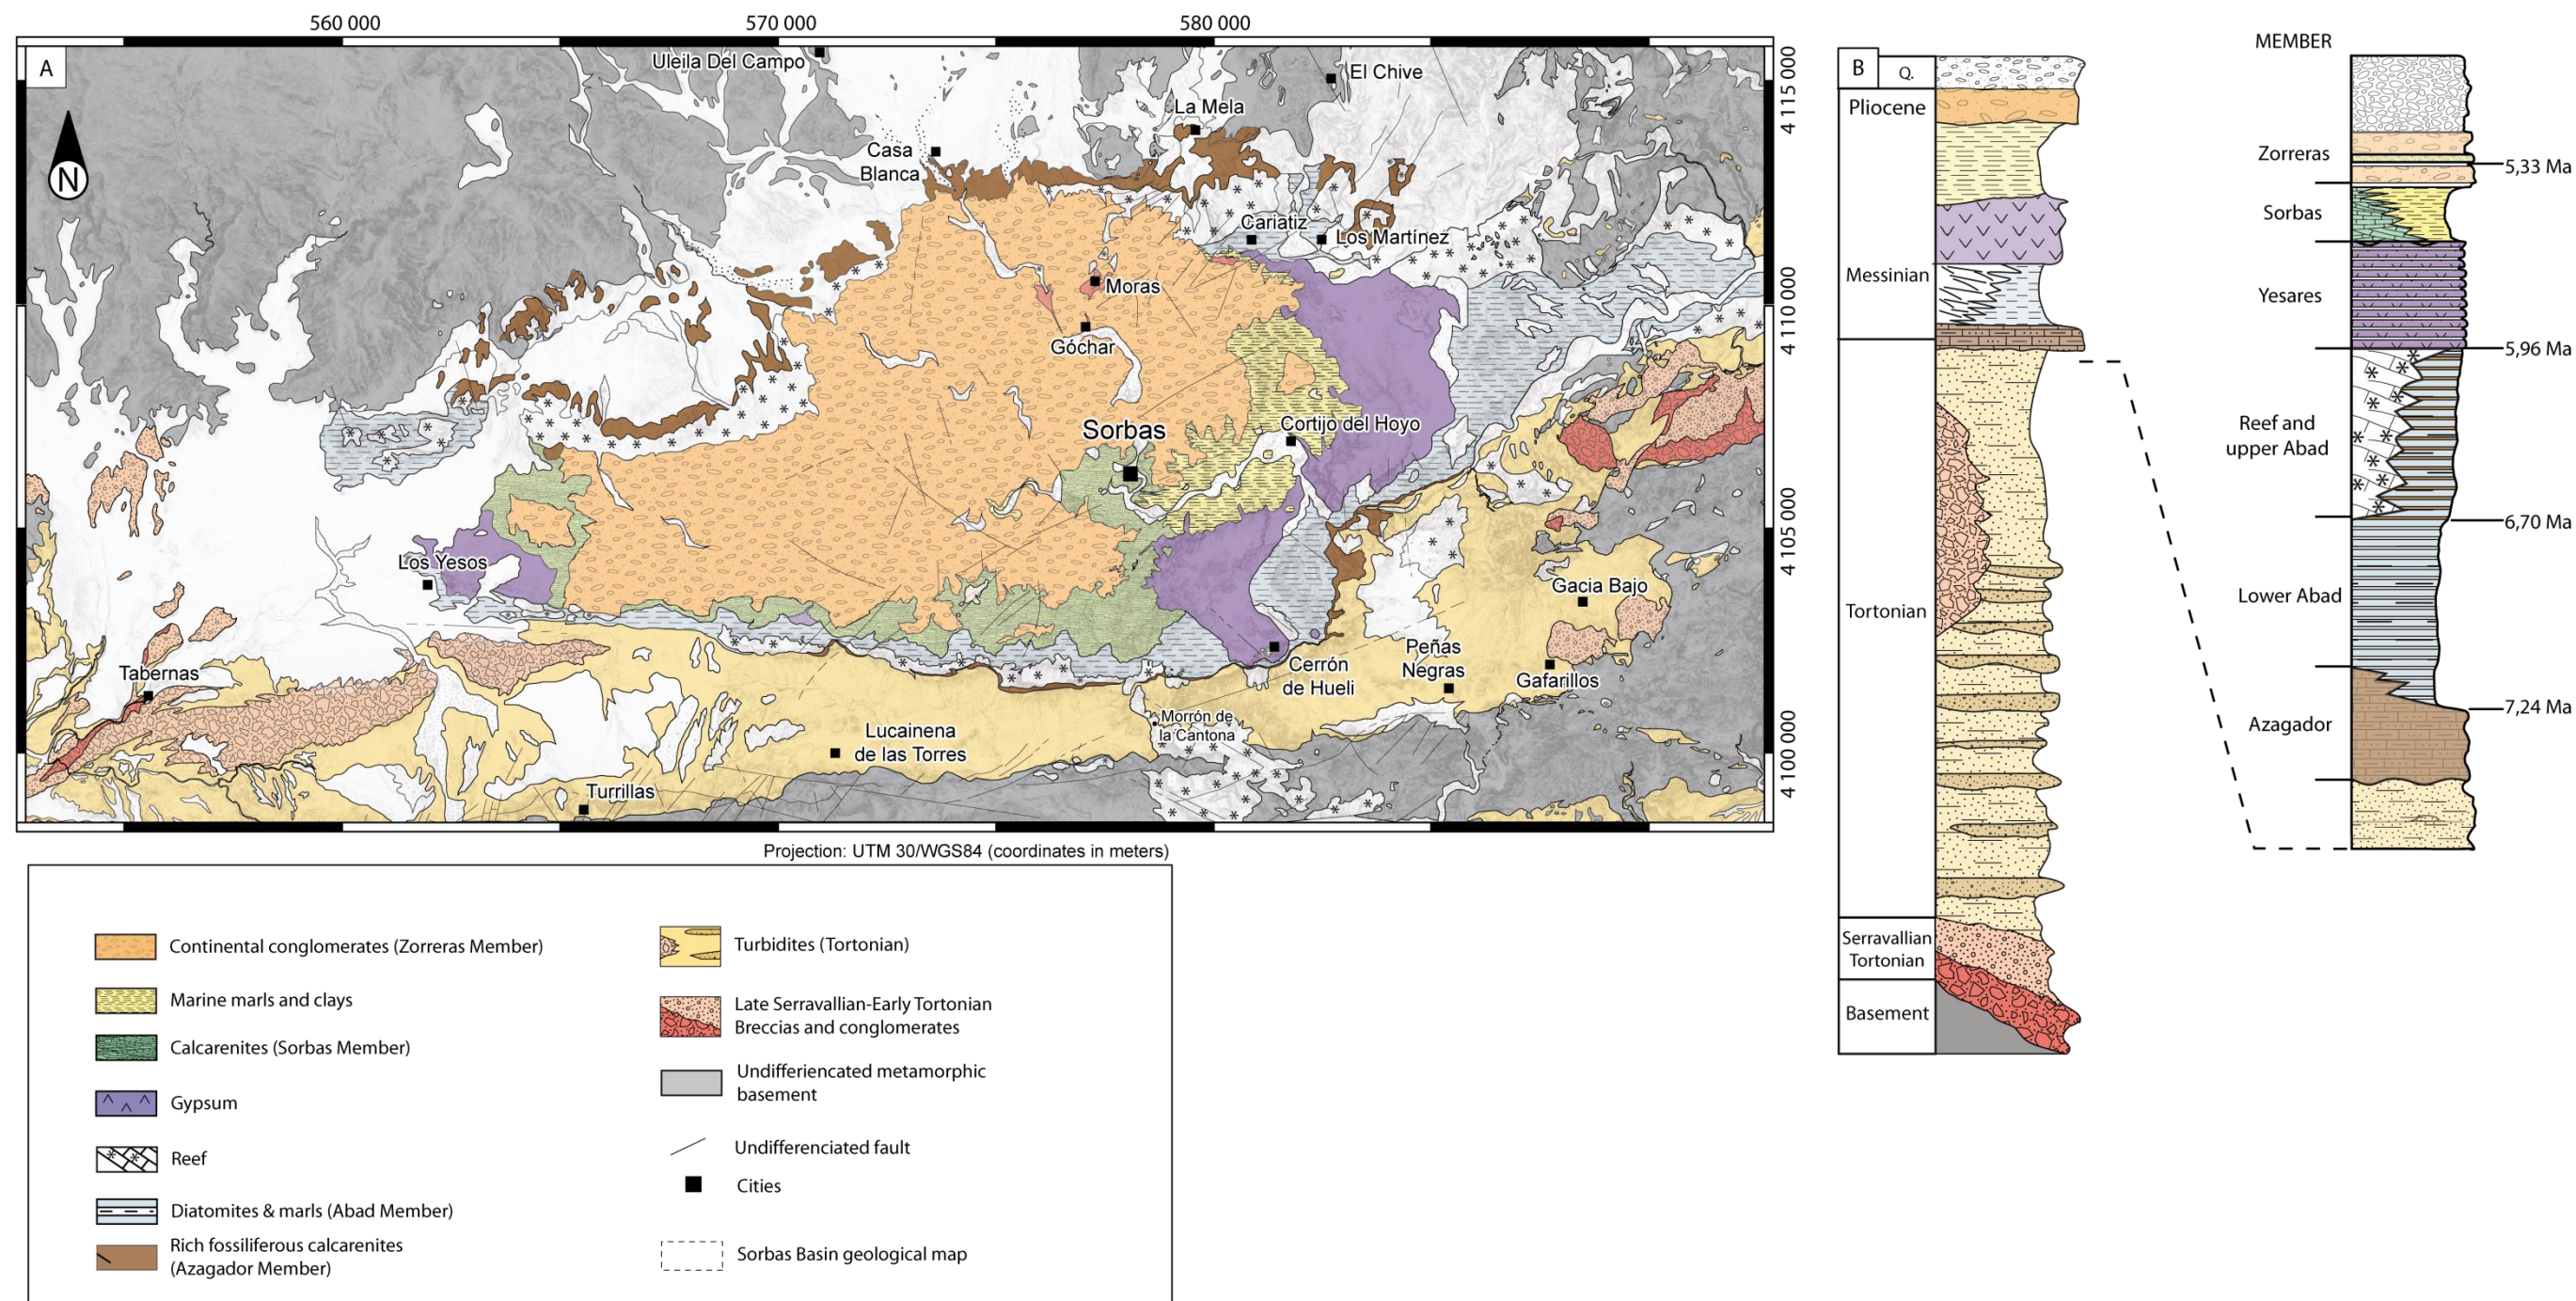 560 000
570 000
580 000
A
N
Uleila Del Campo
El Chive
La Mela
Casa
Blanca
Cariatiz
Los Martínez
Moras
Góchar
Sorbas
Cortijo del Hoyo
Los Yesos
Gacia Bajo
Tabernas
Cerrón
de Hueli
Peñas
Negras
Gafarillos
Morrón de
la Cantona
Lucainena
de las Torres
Turrillas
4 115 000
4 110 000
4 105 000
4 100 000
Projection: UTM 30/WGS84 (coordinates in meters)
Continental conglomerates (Zorreras Member)
Marine marls and clays
Calcarenites (Sorbas Member)
Gypsum
Reef
Diatomites & marls (Abad Member)
Rich fossiliferous calcarenites
(Azagador Member)
Turbidites (Tortonian)
Late Serravallian-Early Tortonian
Breccias and conglomerates
Undifferiencated metamorphic
basement
Undifferenciated fault
Cities
Sorbas Basin geological map
B
Q.
Pliocene
Messinian
Tortonian
Serravallian
Tortonian
Basement
MEMBER
Zorreras
5,33 Ma
Sorbas
Yesares
5,96 Ma
Reef and
upper Abad
6,70 Ma
Lower Abad
7,24 Ma
Azagador